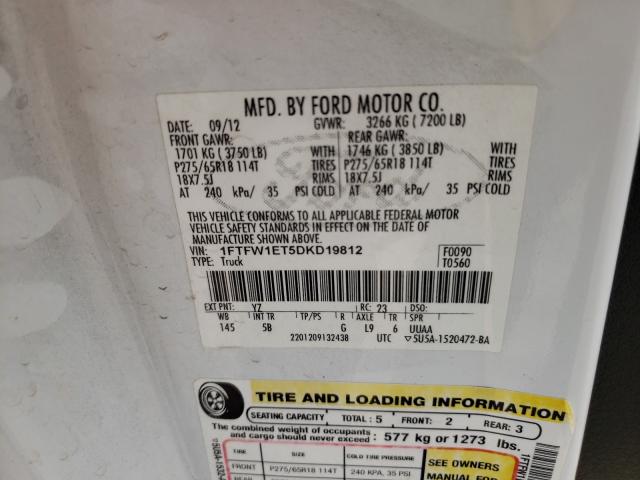 MFD. BY FORD MOTOR CO.
DATE: 09/12 GVWR: 3266 KG ( 7200 LB)
FRONT GAWR: REAR GAWR:
1701 KG ( 3750 LB) WITH 1746 KG ( 3850 LB) WITH
P275/65R18 114T TIRES P275/65R18 114T TIRES
18X7.5J RIMS 18X7.5J RIMS
AT 240 kPa/ 35 PSI COLD AT 240 kPa/ 35 PSI COLD
THIS VEHICLE CONFORMS TO ALL APPLICABLE FEDERAL MOTOR
VEHICLE SAFETY STANDARDS IN EFFECT ON THE DATE OF
MANUFACTURE SHOWN ABOVE.
VIN: 1FTFW1ET5DKD19812 F0090
TYPE: Truck T0560
EXT PNT: YZ RC: 23 DSO:
WB INT TR TP/PS R AXLE TR SPR
145 5B G L9 6 UUAA
2201209132438 UTC ▽5U5A-1520472-BA
TIRE AND LOADING INFORMATION
SEATING CAPACITY TOTAL : 5 FRONT: 2 REAR: 3
The combined weight of occupants
and cargo should never exceed : 577 kg or 1273 lbs.
TIRE SIZE COLD TIRE PRESSURE
FRONT P275/65R18 114T 240 KPA, 35 PSI
SEE OWNERS
MANUAL FOR